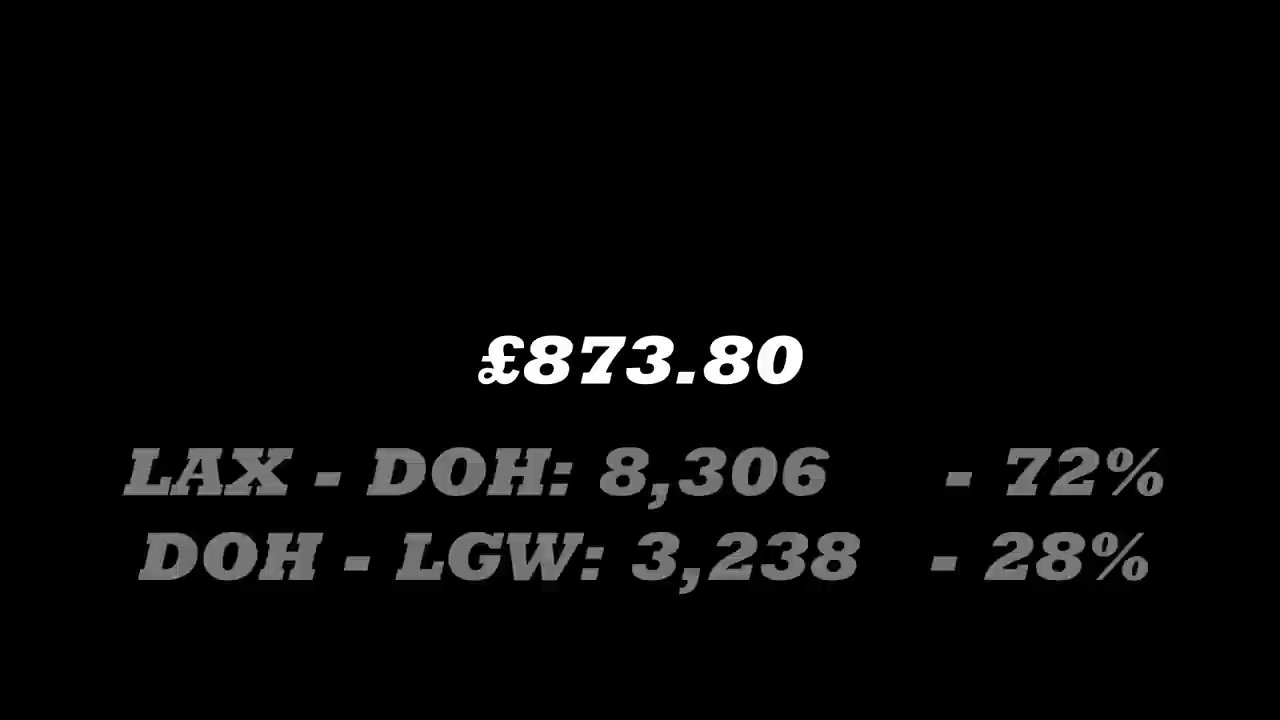 £873.80
LAX - DOH: 8,306 - 72%
DOH - LGW: 3,238 - 28%